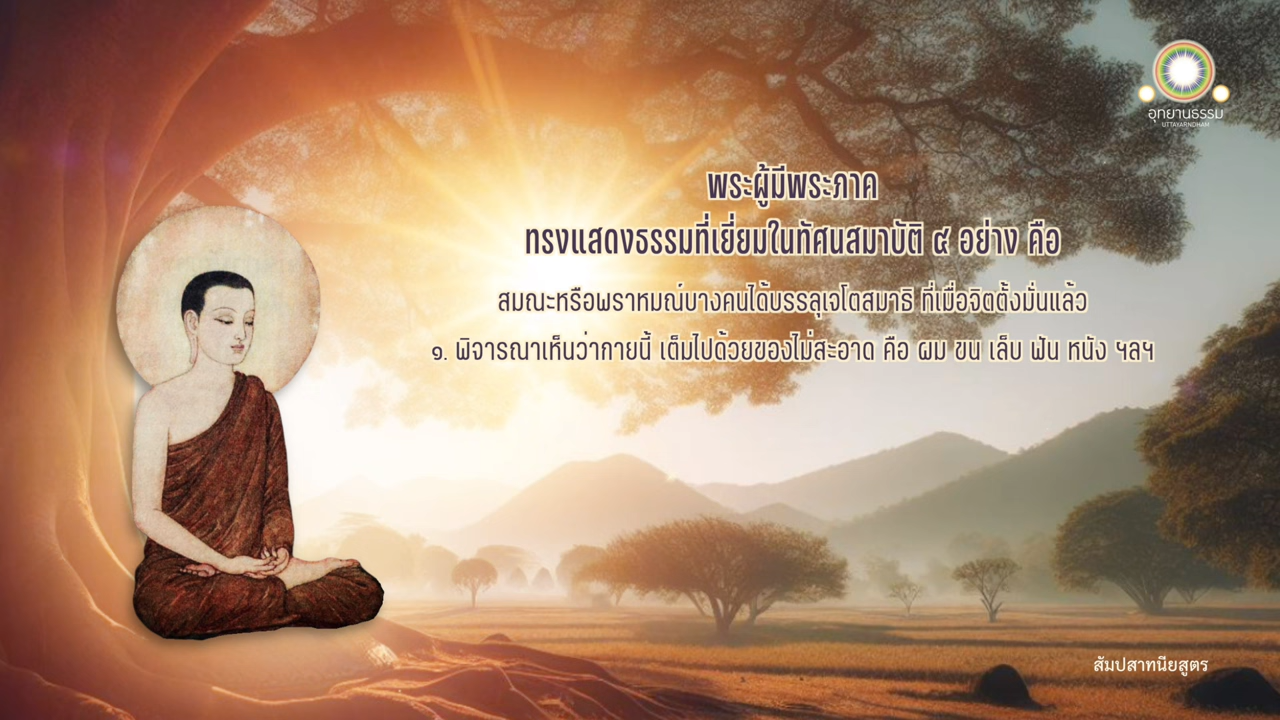 อุทยานธรรม
UTTAYARNDHAM
พระผู้มีพระภาค
ทรงแสดงธรรมที่เยี่ยมในทัศนสมาบัติ ๔ อย่าง คือ
สมณะหรือพราหมณ์บางคนได้บรรลุเจโตสมาธิ ที่เมื่อจิตตั้งมั่นแล้ว
๑. พิจารณาเห็นว่ากายนี้ เต็มไปด้วยของไม่สะอาด คือ ผม ขน เล็บ ฟัน หนัง ฯลฯ
สัมปสาทนียสูตร